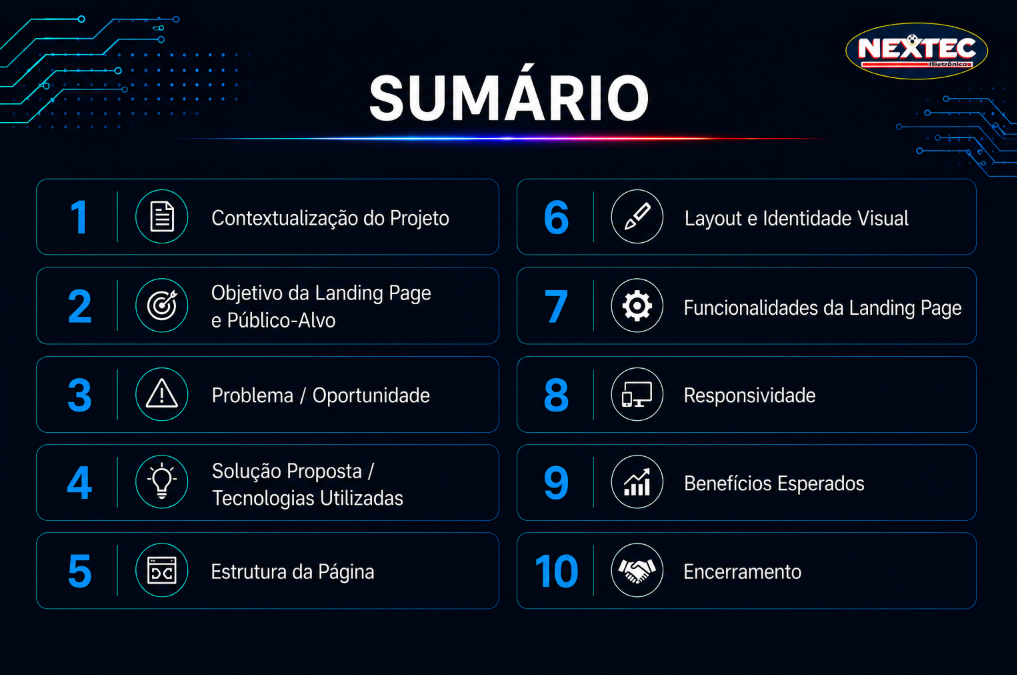 NEXTEC
Eletrônicos
SUMÁRIO
1
Contextualização do Projeto
2
Objetivo da Landing Page
e Público-Alvo
3
Problema / Oportunidade
4
Solução Proposta /
Tecnologias Utilizadas
5
Estrutura da Página
6
Layout e Identidade Visual
7
Funcionalidades da Landing Page
8
Responsividade
9
Benefícios Esperados
10
Encerramento